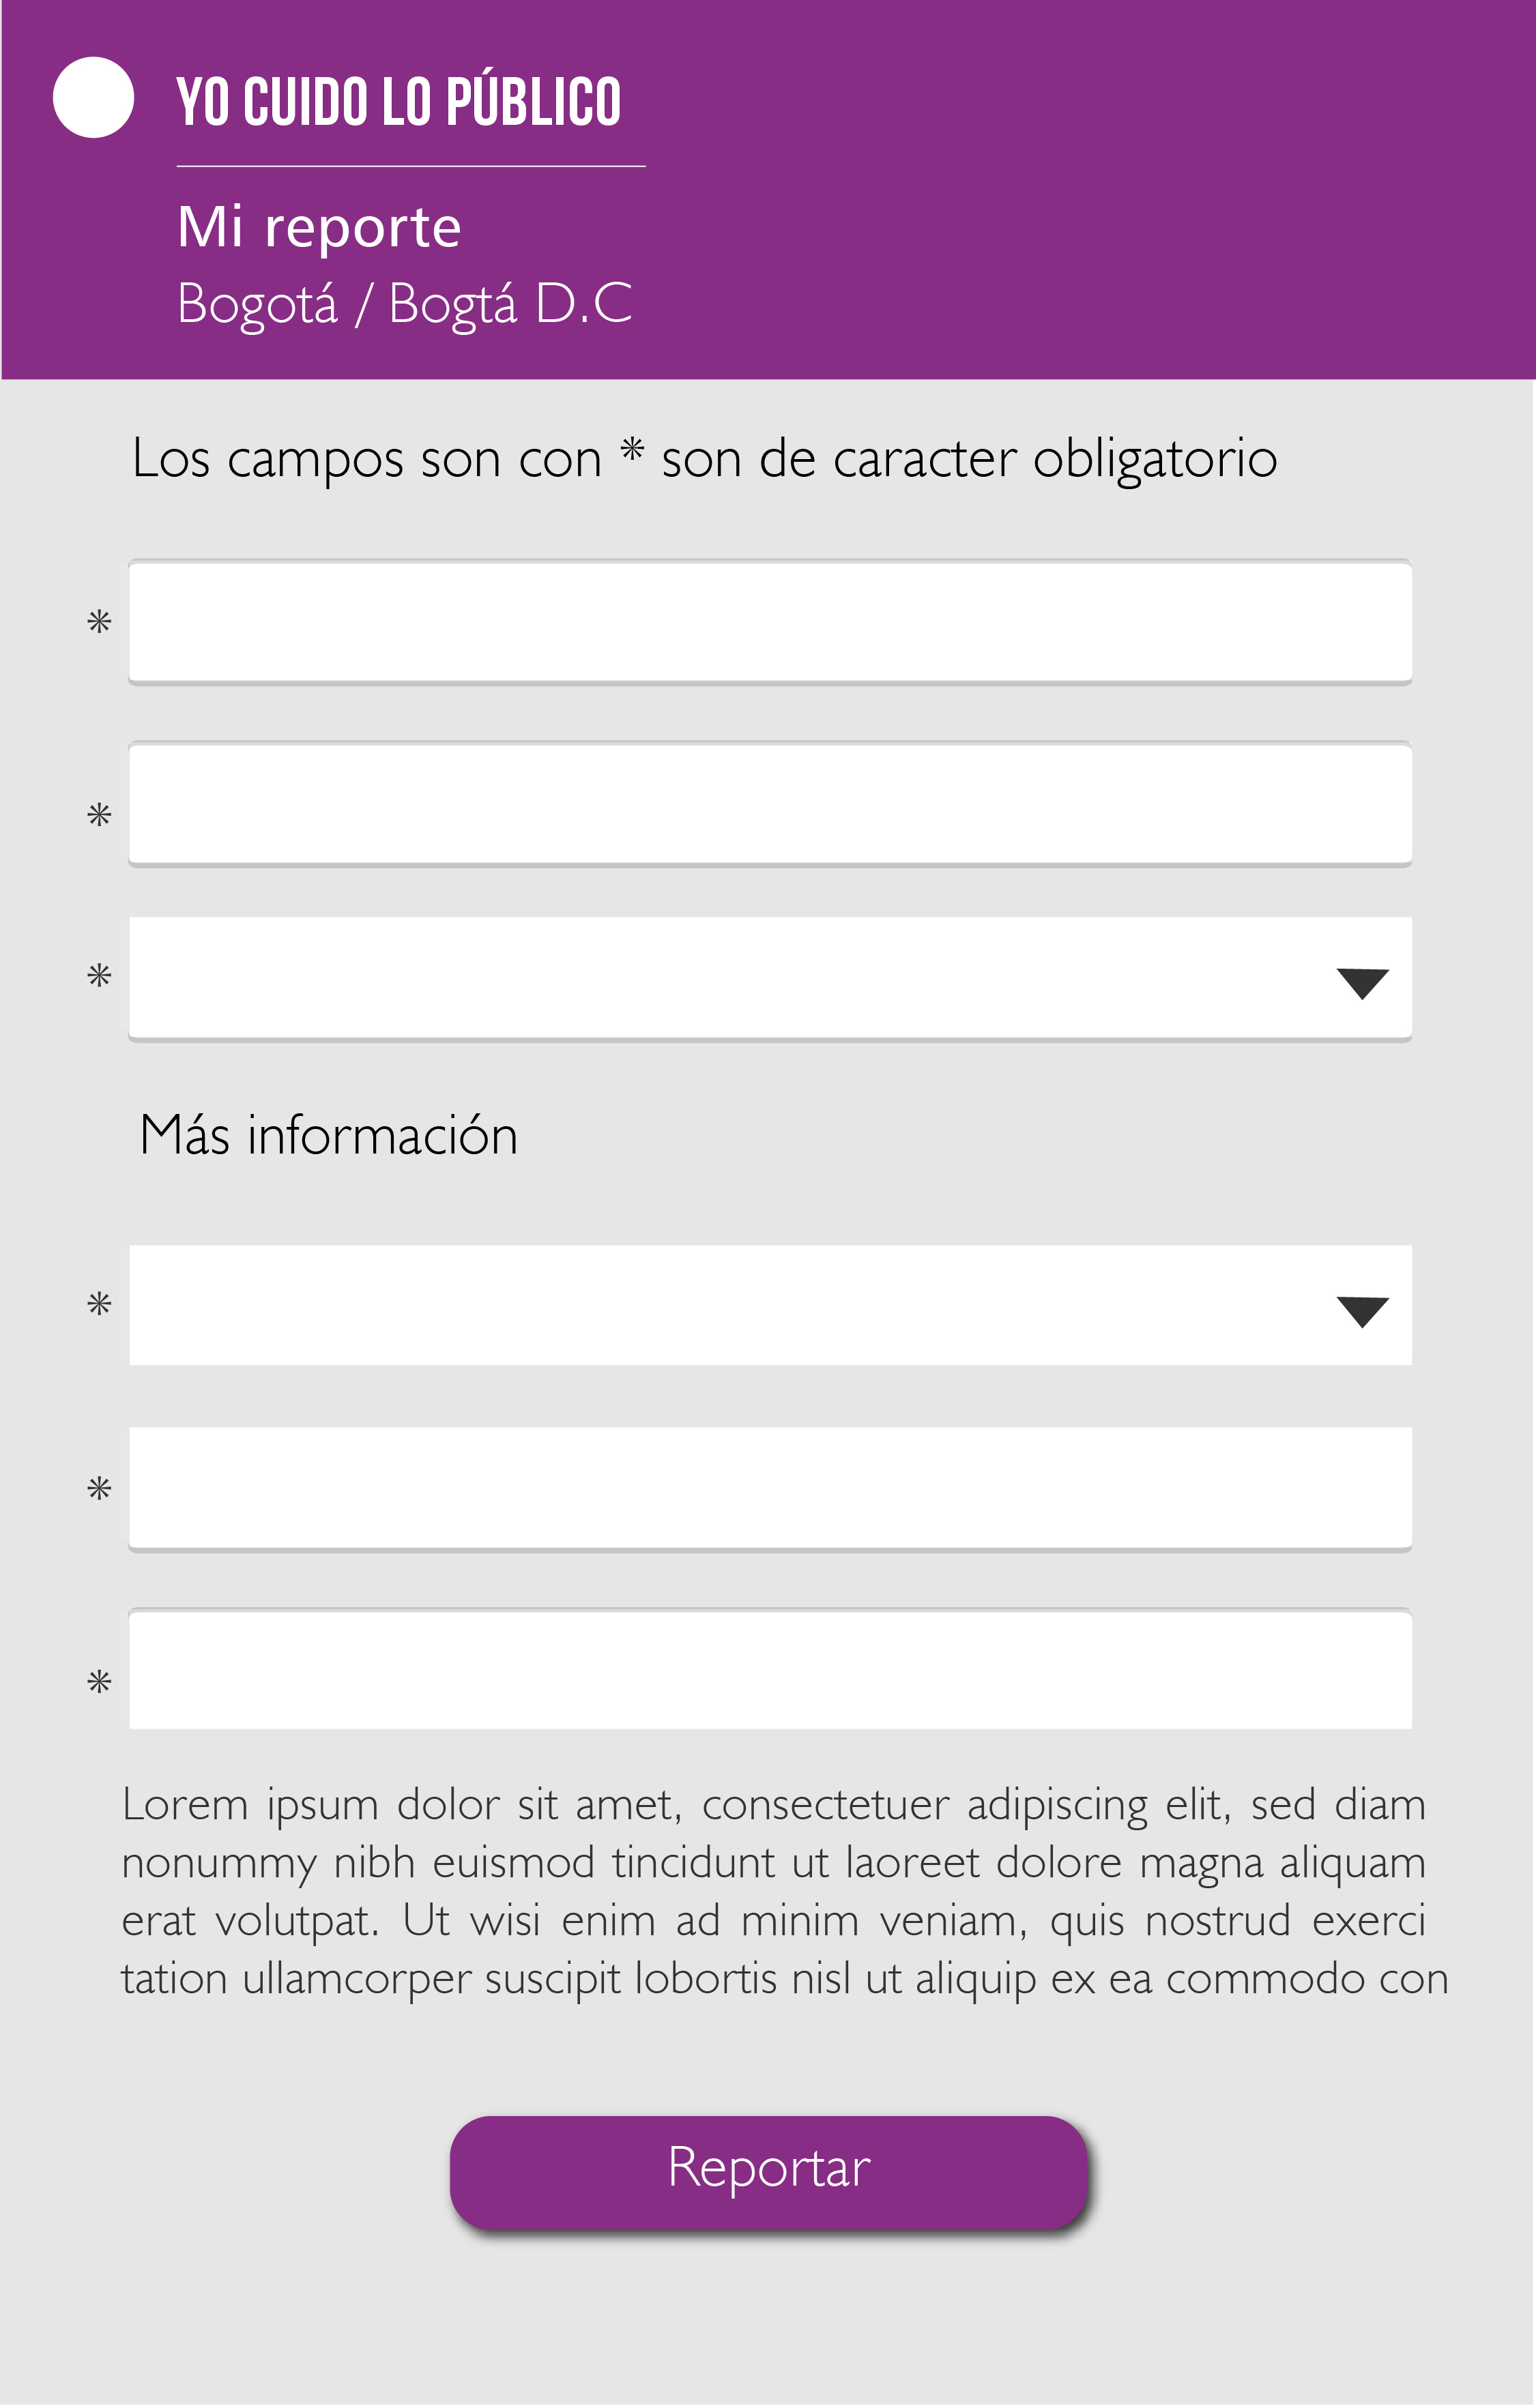 YO CUIDO LO PÚBLICO
Mi reporte
Bogotá / Bogtá D.C
Los campos son con * son de caracter obligatorio
*
*
*
Más información
*
*
*
Lorem ipsum dolor sit amet, consectetuer adipiscing elit, sed diam
nonummy nibh euismod tincidunt ut laoreet dolore magna aliquam
erat volutpat. Ut wisi enim ad minim veniam, quis nostrud exerci
tation ullamcorper suscipit lobortis nisl ut aliquip ex ea commodo con
Reportar